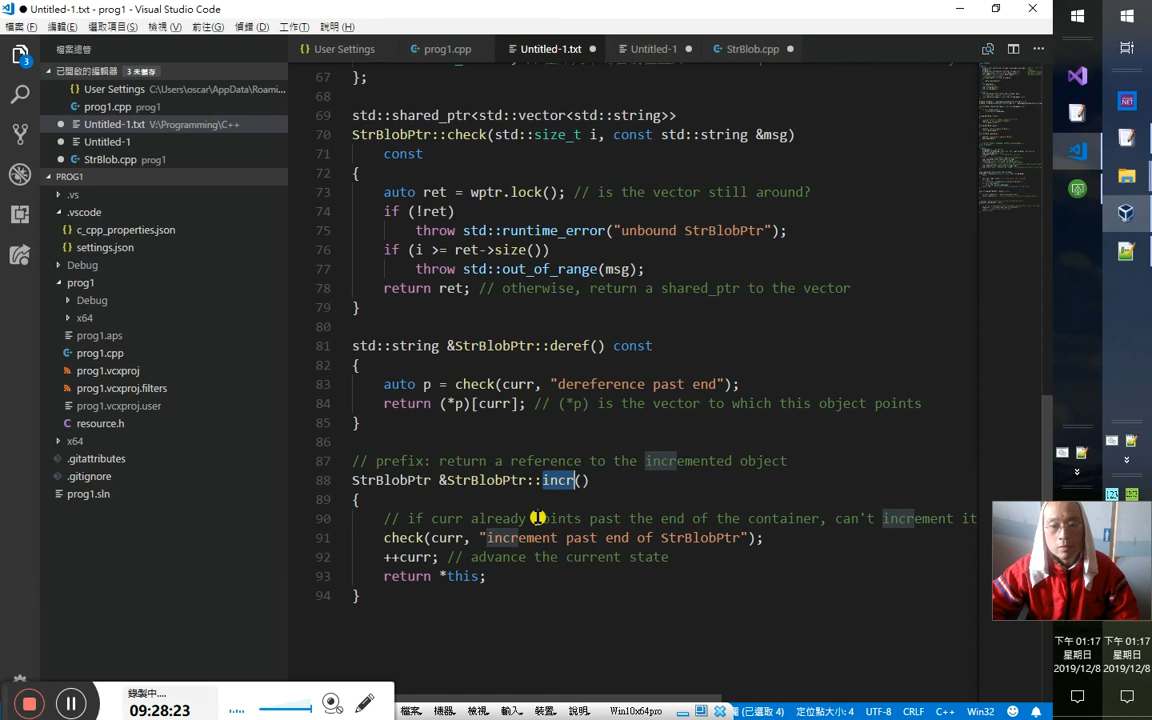 Untitled-1.txt - prog1 - Visual Studio Code
檔案(F) 編輯(E) 選取項目(S) 檢視(V) 前往(G) 偵錯(D) 工作(T) 說明(H)
檔案總管
User Settings prog1.cpp Untitled-1.txt Untitled-1 StrBlob.cpp
已開啟的編輯器 3 未儲存
User Settings C:\Users\oscar\AppData\Roami...
prog1.cpp prog1
Untitled-1.txt V:\Programming\C++
Untitled-1
StrBlob.cpp prog1
PROG1
.vs
.vscode
c_cpp_properties.json
settings.json
Debug
prog1
Debug
x64
prog1.aps
prog1.cpp
prog1.vcxproj
prog1.vcxproj.filters
prog1.vcxproj.user
resource.h
x64
.gitattributes
.gitignore
prog1.sln
3
67 };
68
69 std::shared_ptr<std::vector<std::string>>
70 StrBlobPtr::check(std::size_t i, const std::string &msg)
71 const
72 {
73 auto ret = wptr.lock(); // is the vector still around?
74 if (!ret)
75 throw std::runtime_error("unbound StrBlobPtr");
76 if (i >= ret->size())
77 throw std::out_of_range(msg);
78 return ret; // otherwise, return a shared_ptr to the vector
79 }
80
81 std::string &StrBlobPtr::deref() const
82 {
83 auto p = check(curr, "dereference past end");
84 return (*p)[curr]; // (*p) is the vector to which this object points
85 }
86
87 // prefix: return a reference to the incremented object
88 StrBlobPtr &StrBlobPtr::incr()
89 {
90 // if curr already points past the end of the container, can't increment it
91 check(curr, "increment past end of StrBlobPtr");
92 ++curr; // advance the current state
93 return *this;
94 }
錄製中...
09:28:23
檔案, 機器, 檢視, 輸入, 裝置, 說明, Win10x64pro
(已選取 4) 定位點大小: 4 UTF-8 CRLF C++ Win32
下午 01:17 下午 01:17
星期日 星期日
2019/12/8 2019/12/8